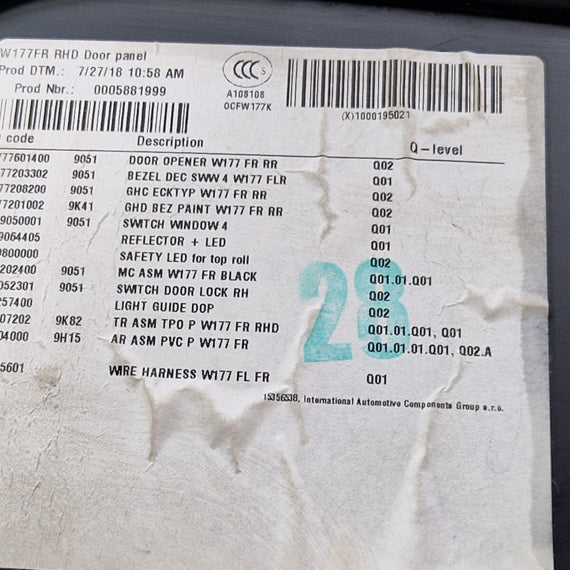 W177FR RHD Door panel
Prod DTM.: 7/27/18 10:58 AM
Prod Nbr.: 0005881999
CCC S
A108108
0CFW177K
(X)1000195021
code Description Q-level
77601400 9051 DOOR OPENER W177 FR RR Q02
77203302 9051 BEZEL DEC SWW 4 W177 FLR Q01
77208200 9051 GHC ECKTYP W177 FR RR Q02
77201002 9K41 GHD BEZ PAINT W177 FR RR Q02
9050001 9051 SWITCH WINDOW 4 Q01
9064405 REFLECTOR + LED Q01
9800000 SAFETY LED for top roll Q02
202400 9051 MC ASM W177 FR BLACK Q01.01.Q01
052301 9051 SWITCH DOOR LOCK RH Q02
257400 LIGHT GUIDE DOP Q02
07202 9K82 TR ASM TPO P W177 FR RHD Q01.01.Q01, Q01
04000 9H15 AR ASM PVC P W177 FR Q01.01.01.Q01, Q02.A
5601 WIRE HARNESS W177 FL FR Q01
28
15356538, International Automotive Components Group s.r.o.